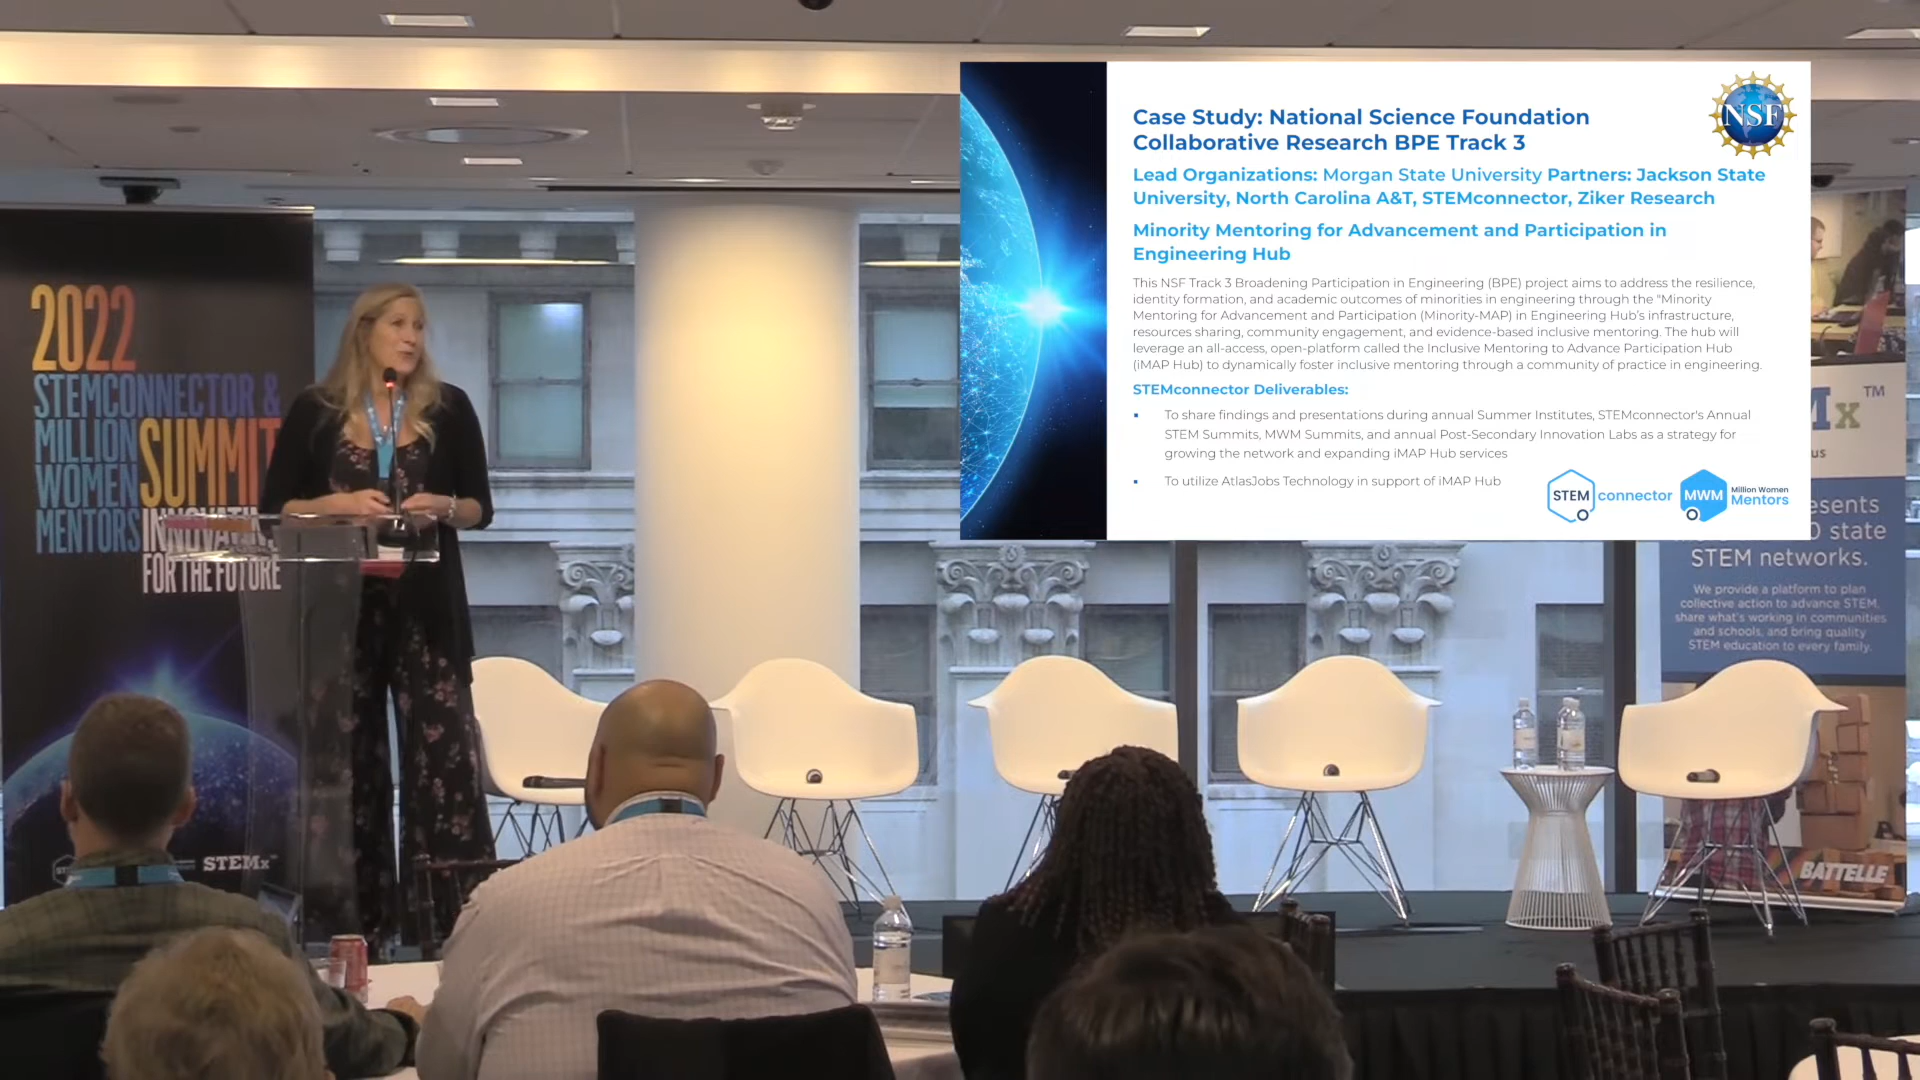 2022
STEMCONNECTOR &
MILLION
WOMEN
MENTORS
SUMMIT
FOR THE FUTURE
STEMx
NSF
Case Study: National Science Foundation
Collaborative Research BPE Track 3
Lead Organizations: Morgan State University Partners: Jackson State
University, North Carolina A&T, STEMconnector, Ziker Research
Minority Mentoring for Advancement and Participation in
Engineering Hub
This NSF Track 3 Broadening Participation in Engineering (BPE) project aims to address the resilience,
identity formation, and academic outcomes of minorities in engineering through the "Minority
Mentoring for Advancement and Participation (Minority-MAP) in Engineering Hub's infrastructure,
resources sharing, community engagement, and evidence-based inclusive mentoring. The hub will
leverage an all-access, open-platform called the Inclusive Mentoring to Advance Participation Hub
(iMAP Hub) to dynamically foster inclusive mentoring through a community of practice in engineering.
STEMconnector Deliverables:
▪ To share findings and presentations during annual Summer Institutes, STEMconnector's Annual
STEM Summits, MWM Summits, and annual Post-Secondary Innovation Labs as a strategy for
growing the network and expanding iMAP Hub services
▪ To utilize AtlasJobs Technology in support of iMAP Hub
STEM connector
MWM Million Women
Mentors
x™
us
esents
0 state
STEM networks.
We provide a platform to plan
collective action to advance STEM,
share what's working in communities
and schools, and bring quality
STEM education to every family.
BATTELLE